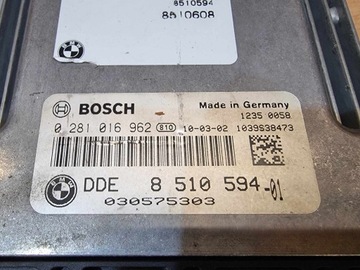 8510594
8510608
BOSCH
Made in Germany
1235 0058
0 281 016 962 810 10-03-02 1039S38473
DDE 8 510 594-01
030575303